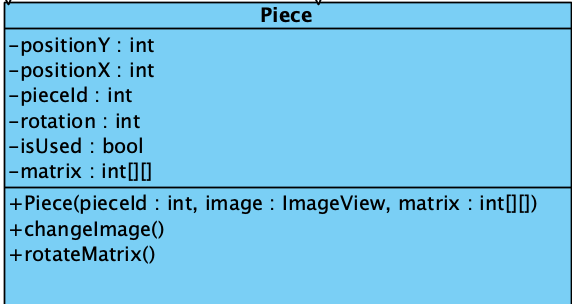 Piece
-positionY : int
-positionX : int
-pieceId : int
-rotation : int
-isUsed : bool
-matrix : int[][]
+Piece(pieceId : int, image : ImageView, matrix : int[][])
+changeImage()
+rotateMatrix()